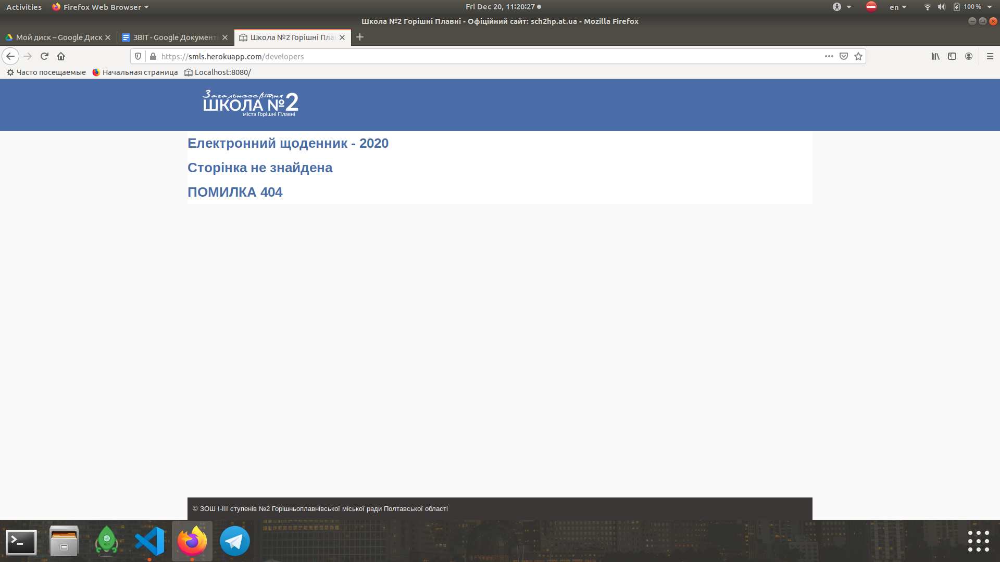 Activities Firefox Web Browser Fri Dec 20, 11:20:27 en 100 %
Школа №2 Горішні Плавні - Офіційний сайт: sch2hp.at.ua - Mozilla Firefox
Мой диск – Google Диск ЗВІТ - Google Документы Школа №2 Горішні Пла
https://smls.herokuapp.com/developers
Часто посещаемые Начальная страница Localhost:8080/
Загальноосвітня
ШКОЛА №2
міста Горішні Плавні
Електронний щоденник - 2020
Сторінка не знайдена
ПОМИЛКА 404
© ЗОШ І-ІІІ ступенів №2 Горішньоплавнівської міської ради Полтавської області